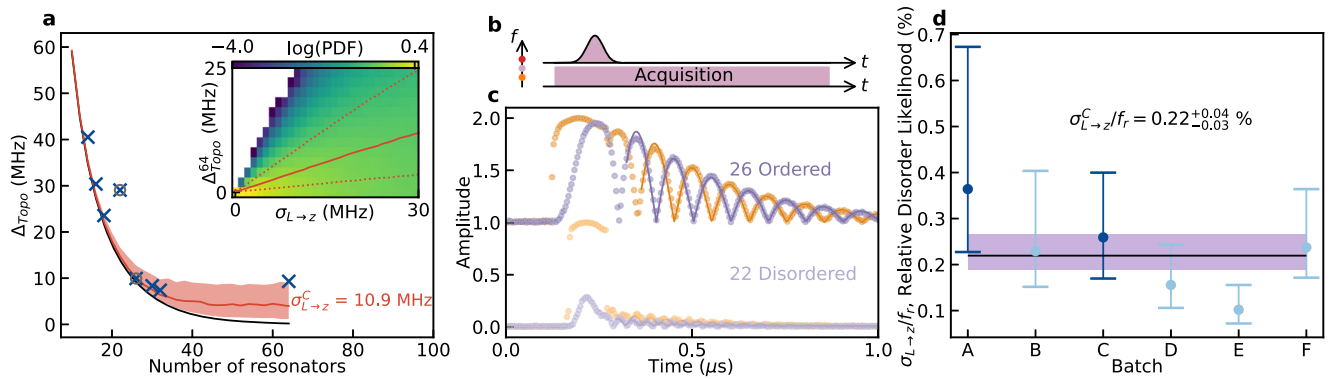 a
60
50
40
30
20
10
0
Δ_Topo (MHz)
20 40 60 80 100
Number of resonators
−4.0 log(PDF) 0.4
25
0
Δ^64_Topo (MHz)
0 30
σ_L→z (MHz)
σ^C_L→z = 10.9 MHz
b
f
t
Acquisition
t
c
2.0
1.5
1.0
0.5
0.0
Amplitude
26 Ordered
22 Disordered
0.0 0.5 1.0
Time (μs)
d
0.7
0.6
0.5
0.4
0.3
0.2
0.1
σ_L→z/f_r, Relative Disorder Likelihood (%)
σ^C_L→z/f_r = 0.22^+0.04_−0.03 %
A B C D E F
Batch